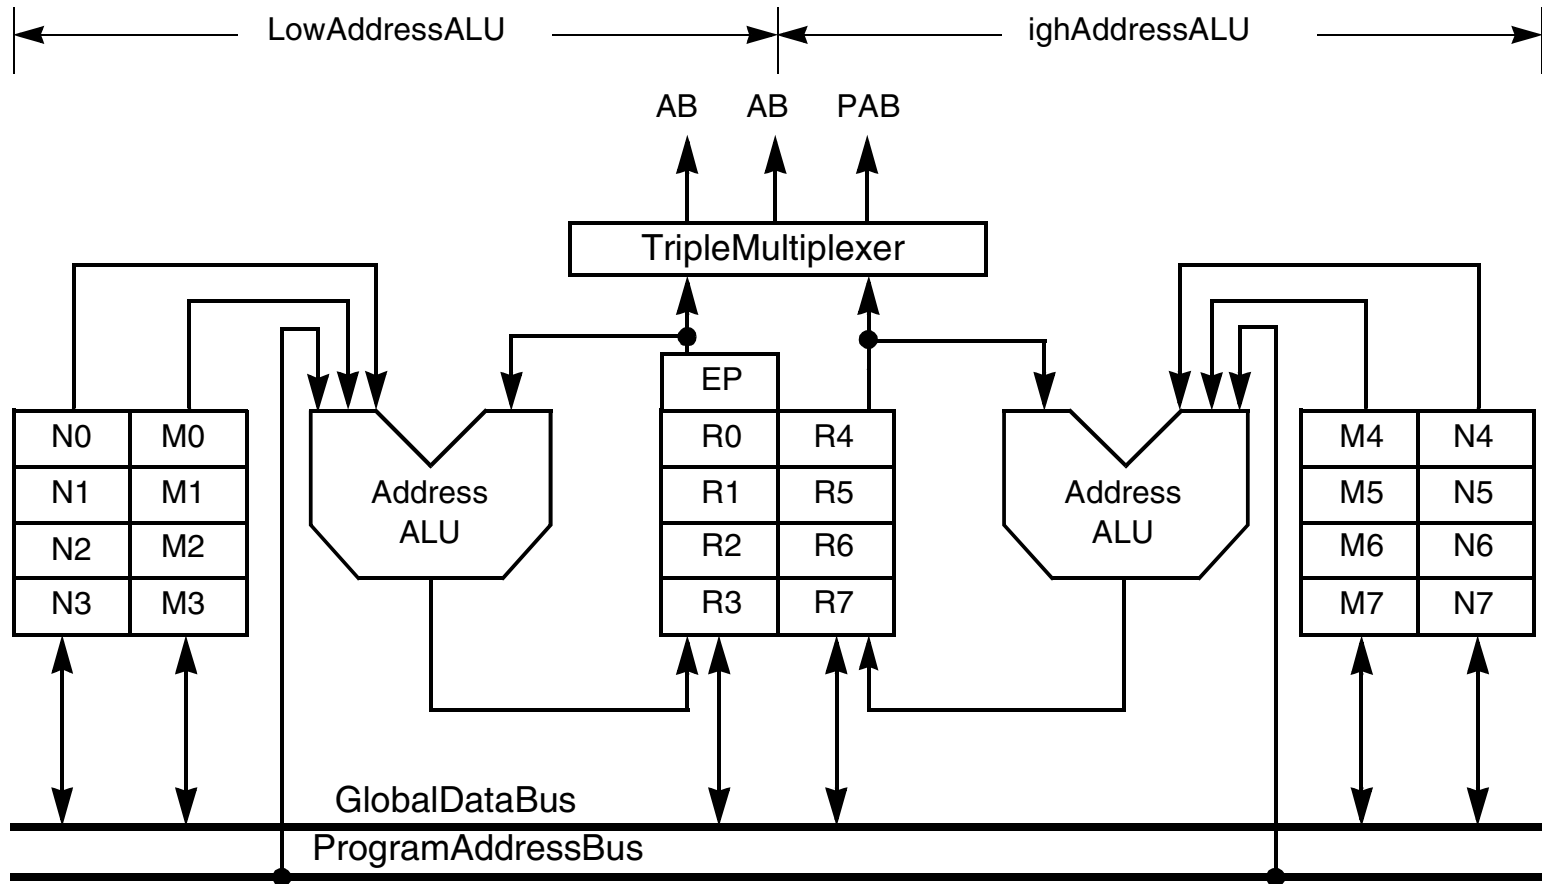 LowAddressALU ighAddressALU
AB AB PAB
TripleMultiplexer
EP
N0 M0 R0 R4 M4 N4
N1 M1 Address R1 R5 Address M5 N5
N2 M2 ALU R2 R6 ALU M6 N6
N3 M3 R3 R7 M7 N7
GlobalDataBus
ProgramAddressBus